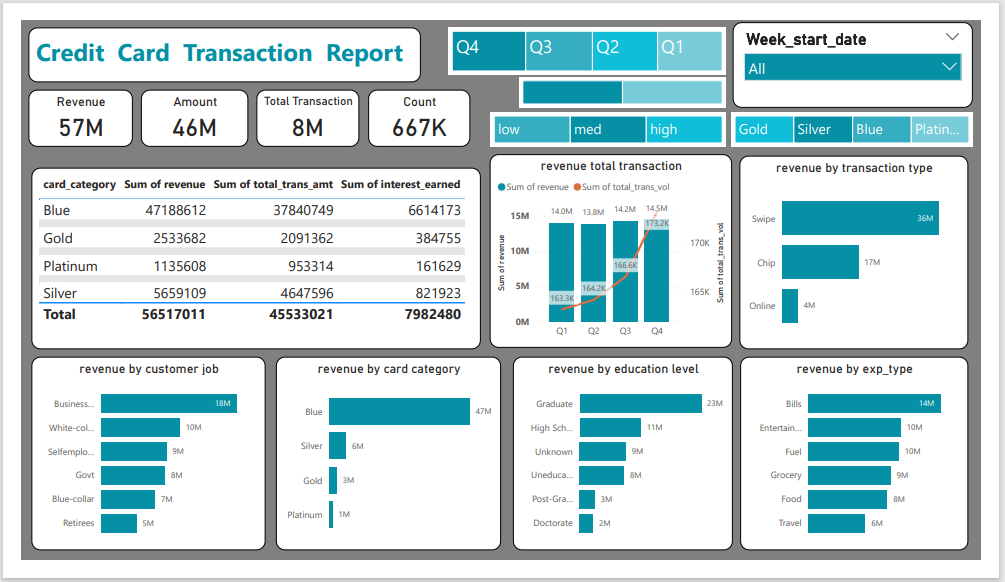 Credit Card Transaction Report
Q4 Q3 Q2 Q1
Week_start_date
All
Revenue
57M
Amount
46M
Total Transaction
8M
Count
667K
low med high
Gold Silver Blue Platin...
card_category Sum of revenue Sum of total_trans_amt Sum of interest_earned
Blue 47188612 37840749 6614173
Gold 2533682 2091362 384755
Platinum 1135608 953314 161629
Silver 5659109 4647596 821923
Total 56517011 45533021 7982480
revenue total transaction
Sum of revenue Sum of total_trans_vol
Sum of revenue
15M
10M
5M
0M
14.0M 13.8M 14.2M 14.5M
163.3K 164.2K 166.6K 173.2K
170K
165K
Sum of total_trans_vol
Q1 Q2 Q3 Q4
revenue by transaction type
Swipe 36M
Chip 17M
Online 4M
revenue by customer job
Business... 18M
White-col... 10M
Selfemplo... 9M
Govt 8M
Blue-collar 7M
Retirees 5M
revenue by card category
Blue 47M
Silver 6M
Gold 3M
Platinum 1M
revenue by education level
Graduate 23M
High Sch... 11M
Unknown 9M
Uneduca... 8M
Post-Gra... 3M
Doctorate 2M
revenue by exp_type
Bills 14M
Entertain... 10M
Fuel 10M
Grocery 9M
Food 8M
Travel 6M